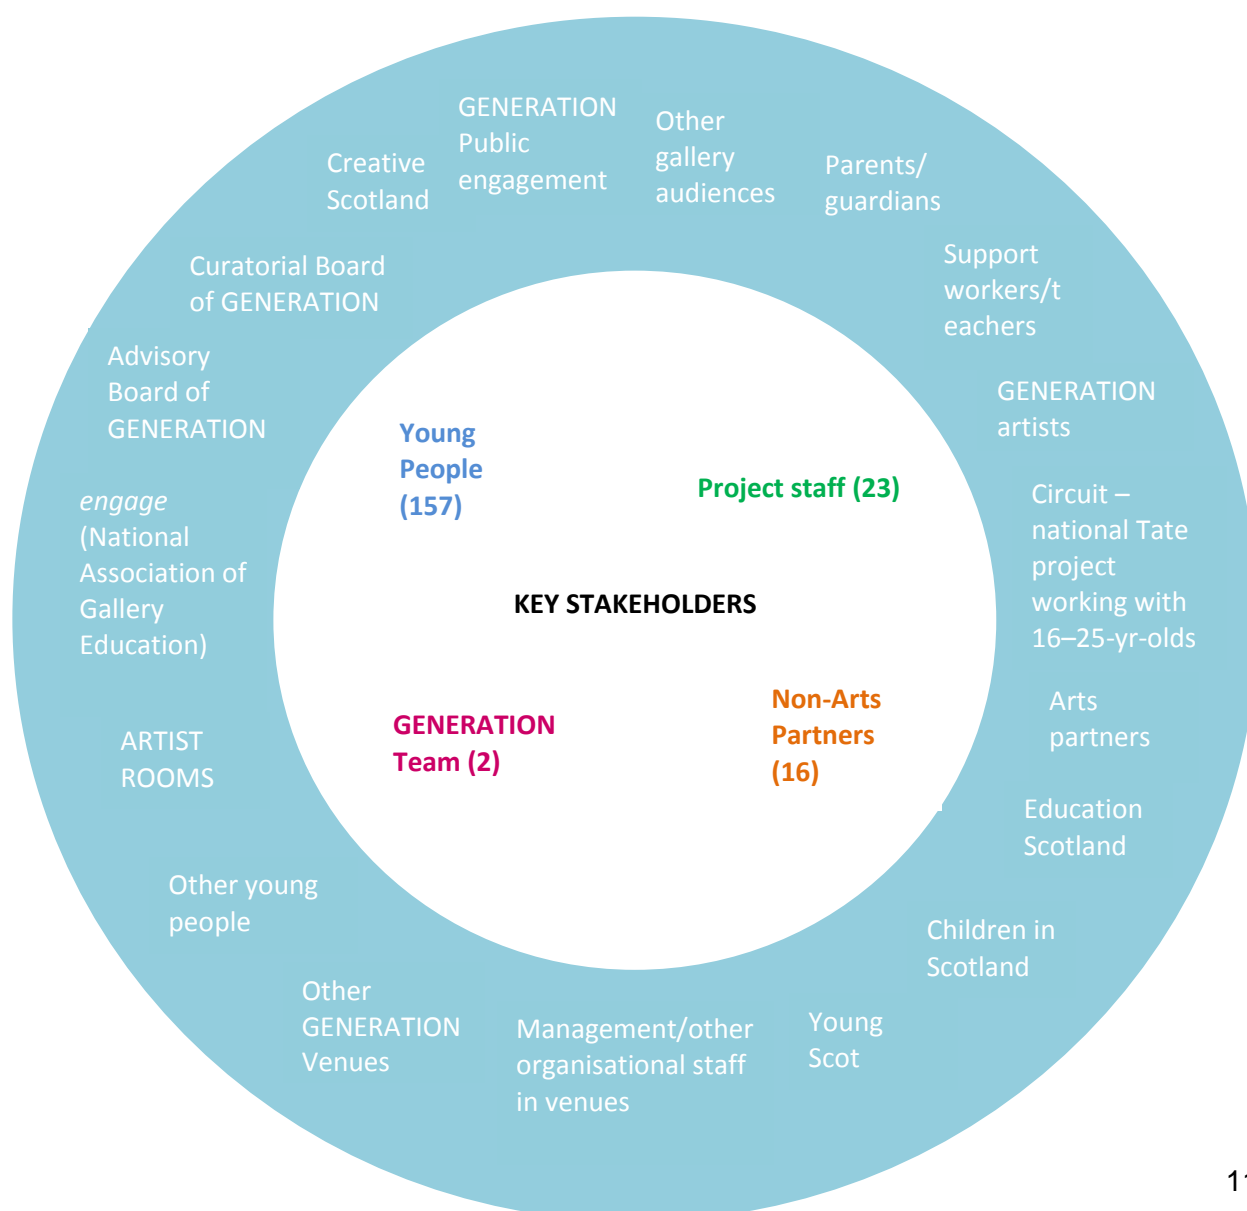 GENERATION
Public
engagement
Other
gallery
audiences
Parents/
guardians
Support
workers/t
eachers
GENERATION
artists
Circuit –
national Tate
project
working with
16–25-yr-olds
Arts
partners
Education
Scotland
Children in
Scotland
Young
Scot
Management/other
organisational staff
in venues
Other
GENERATION
Venues
Other young
people
ARTIST
ROOMS
engage
(National
Association of
Gallery
Education)
Advisory
Board of
GENERATION
Curatorial Board
of GENERATION
Creative
Scotland
Young
People
(157)
Project staff (23)
KEY STAKEHOLDERS
GENERATION
Team (2)
Non-Arts
Partners
(16)
11